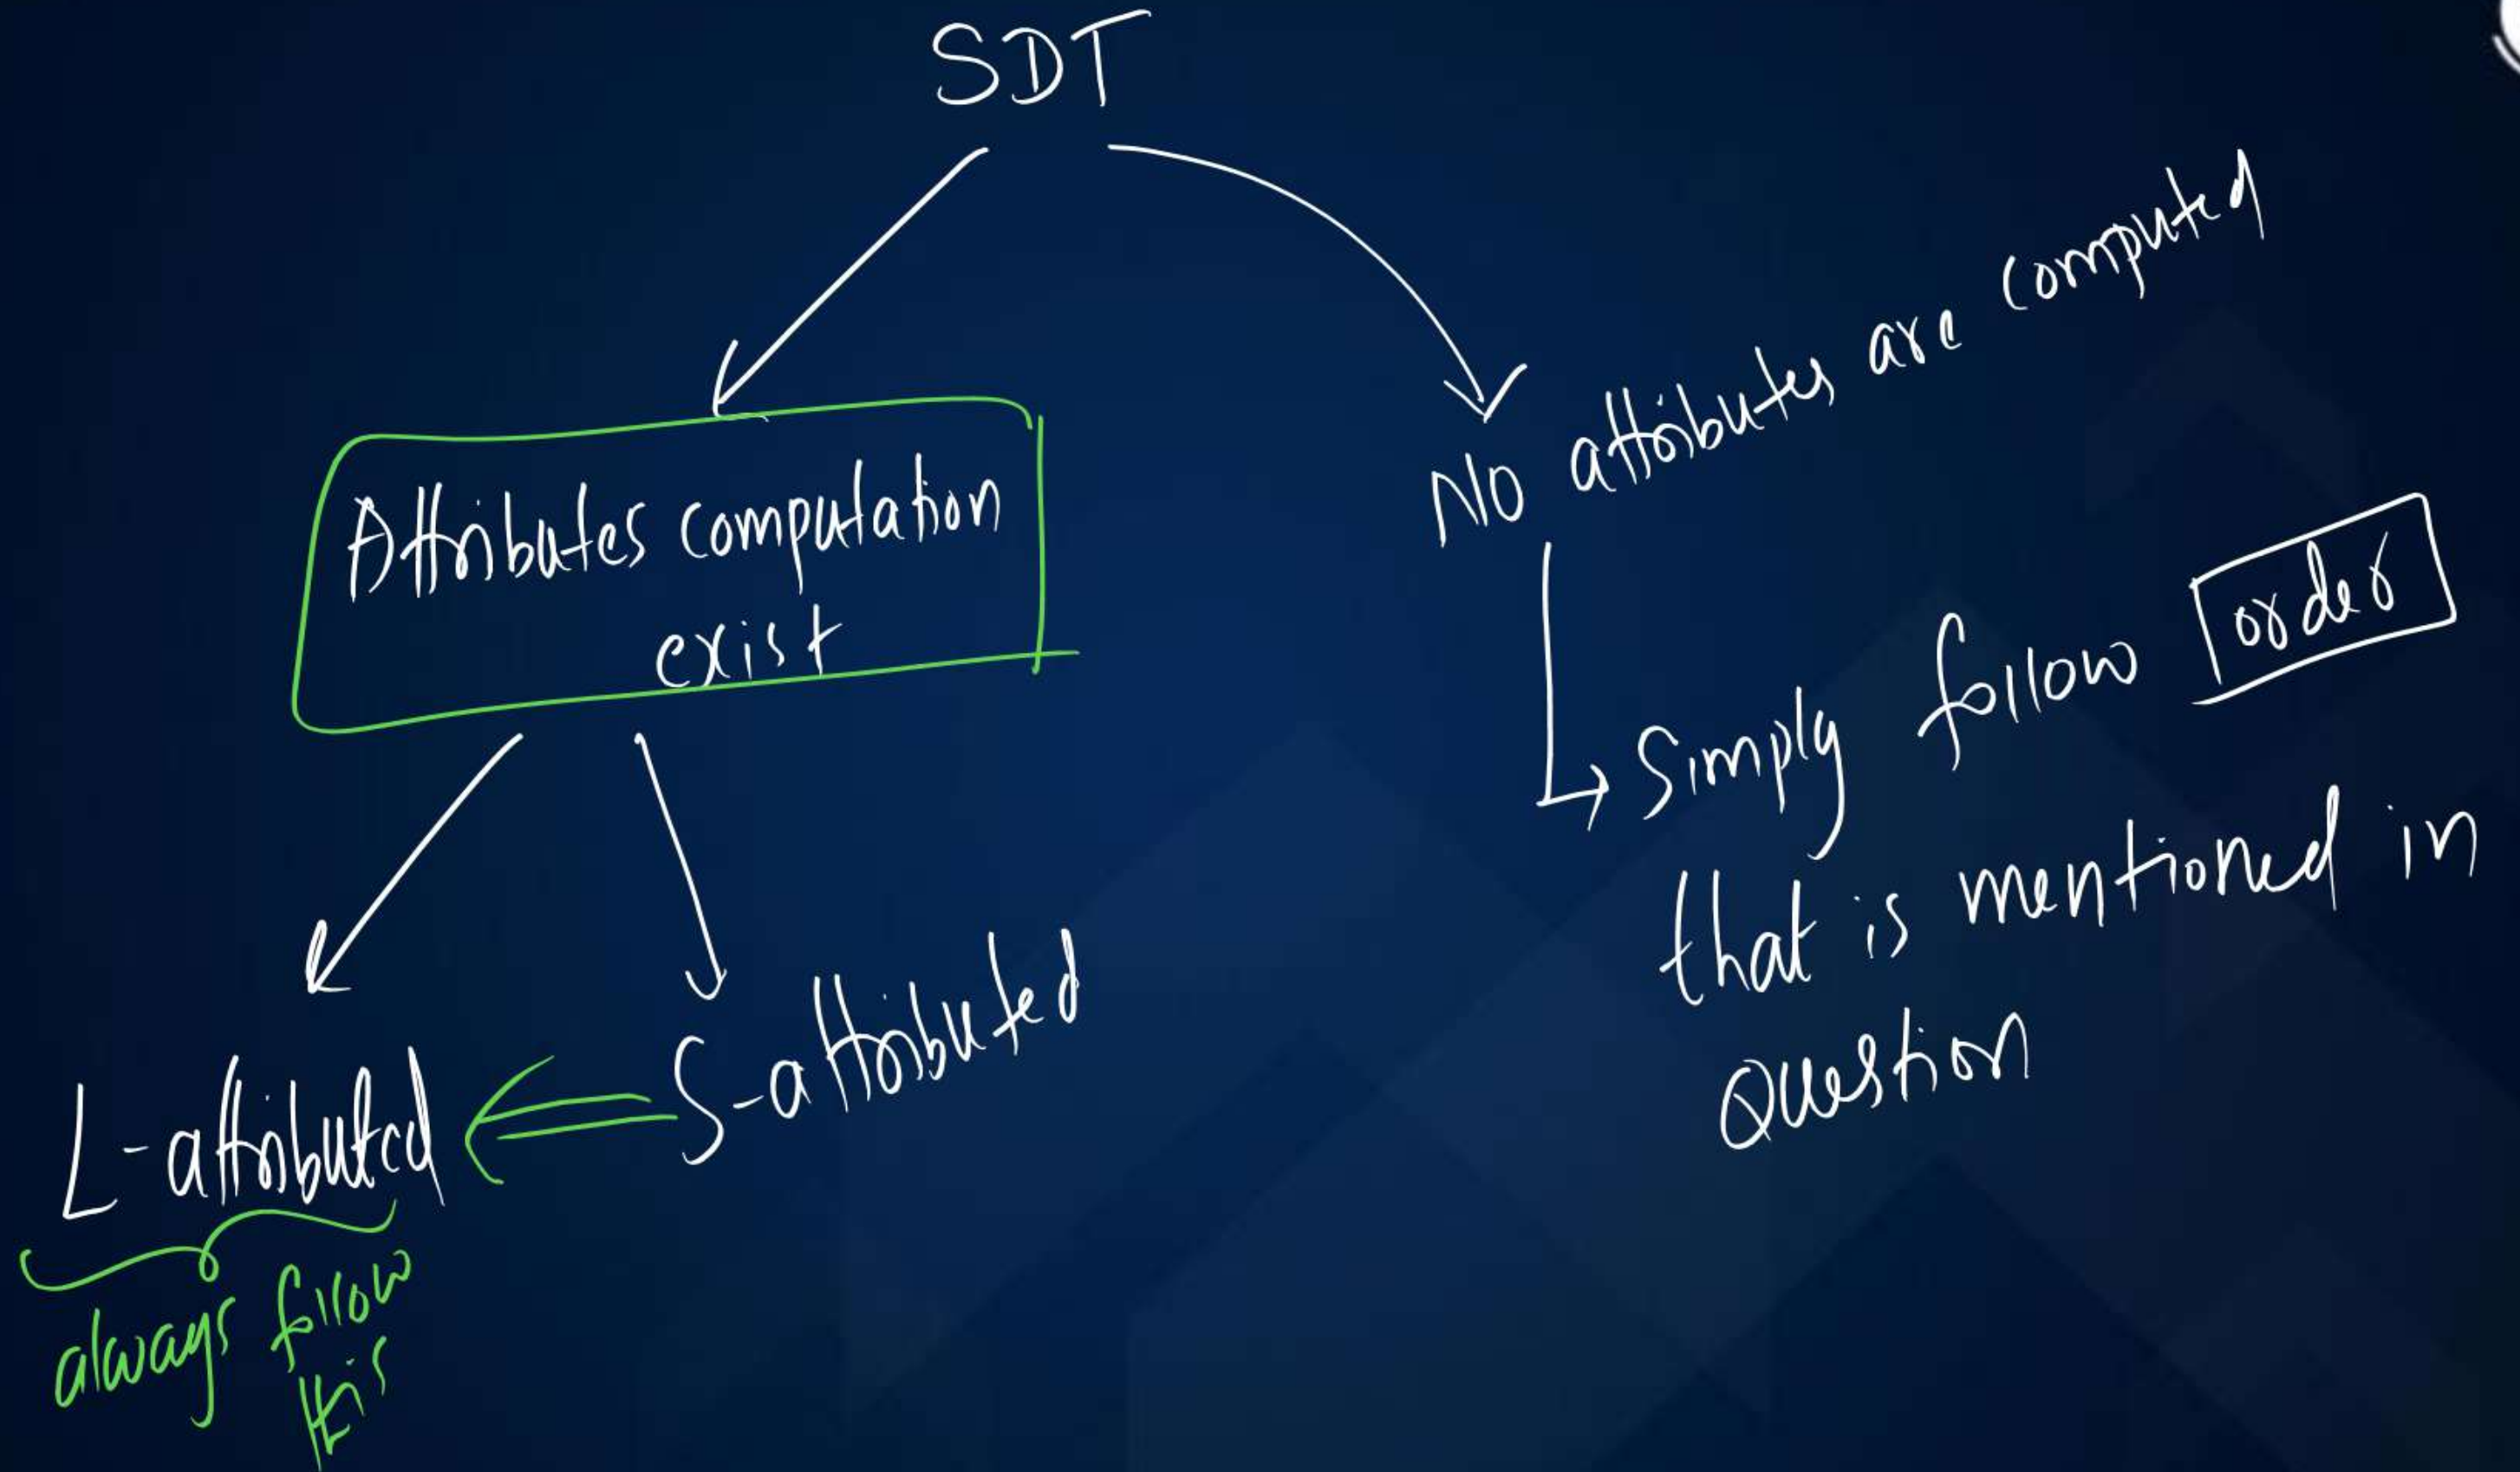 SDT
Attributes computation
exist
No attributes are computed
Simply follow order
that is mentioned in
Question
L-attributed
S-attributed
always follow
this